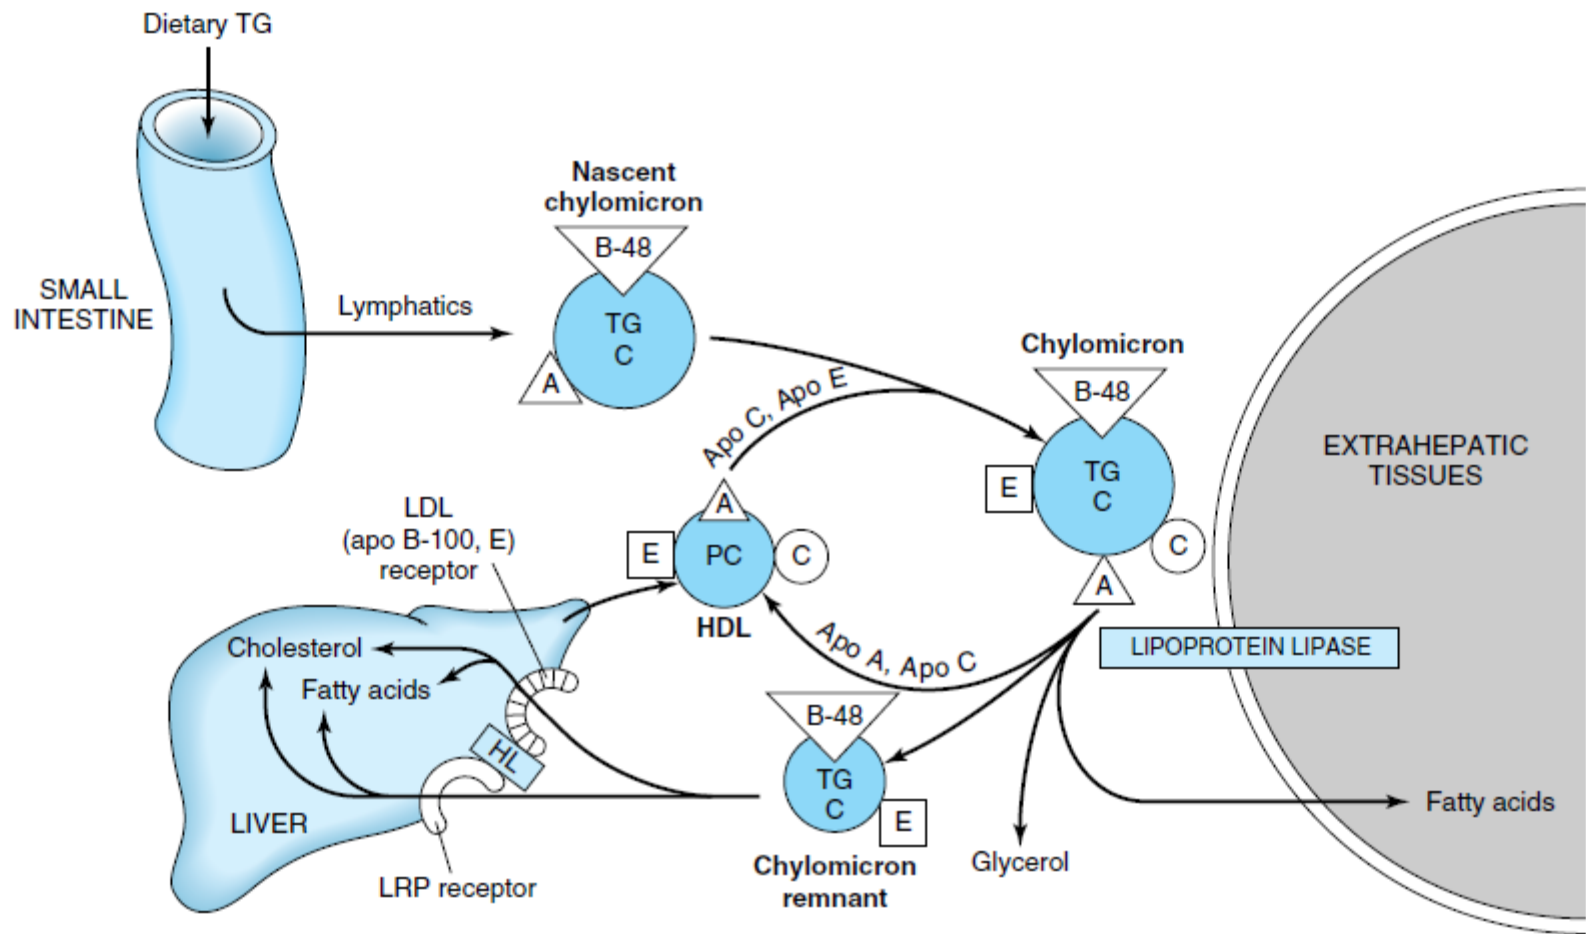 Dietary TG
SMALL
INTESTINE
Lymphatics
Nascent
chylomicron
B-48
TG
C
A
Apo C, Apo E
Chylomicron
B-48
TG
C
E
C
A
EXTRAHEPATIC
TISSUES
LIPOPROTEIN LIPASE
A
E
PC
C
HDL
Apo A, Apo C
LDL
(apo B-100, E)
receptor
Cholesterol
Fatty acids
HL
LIVER
LRP receptor
B-48
TG
C
E
Chylomicron
remnant
Glycerol
Fatty acids